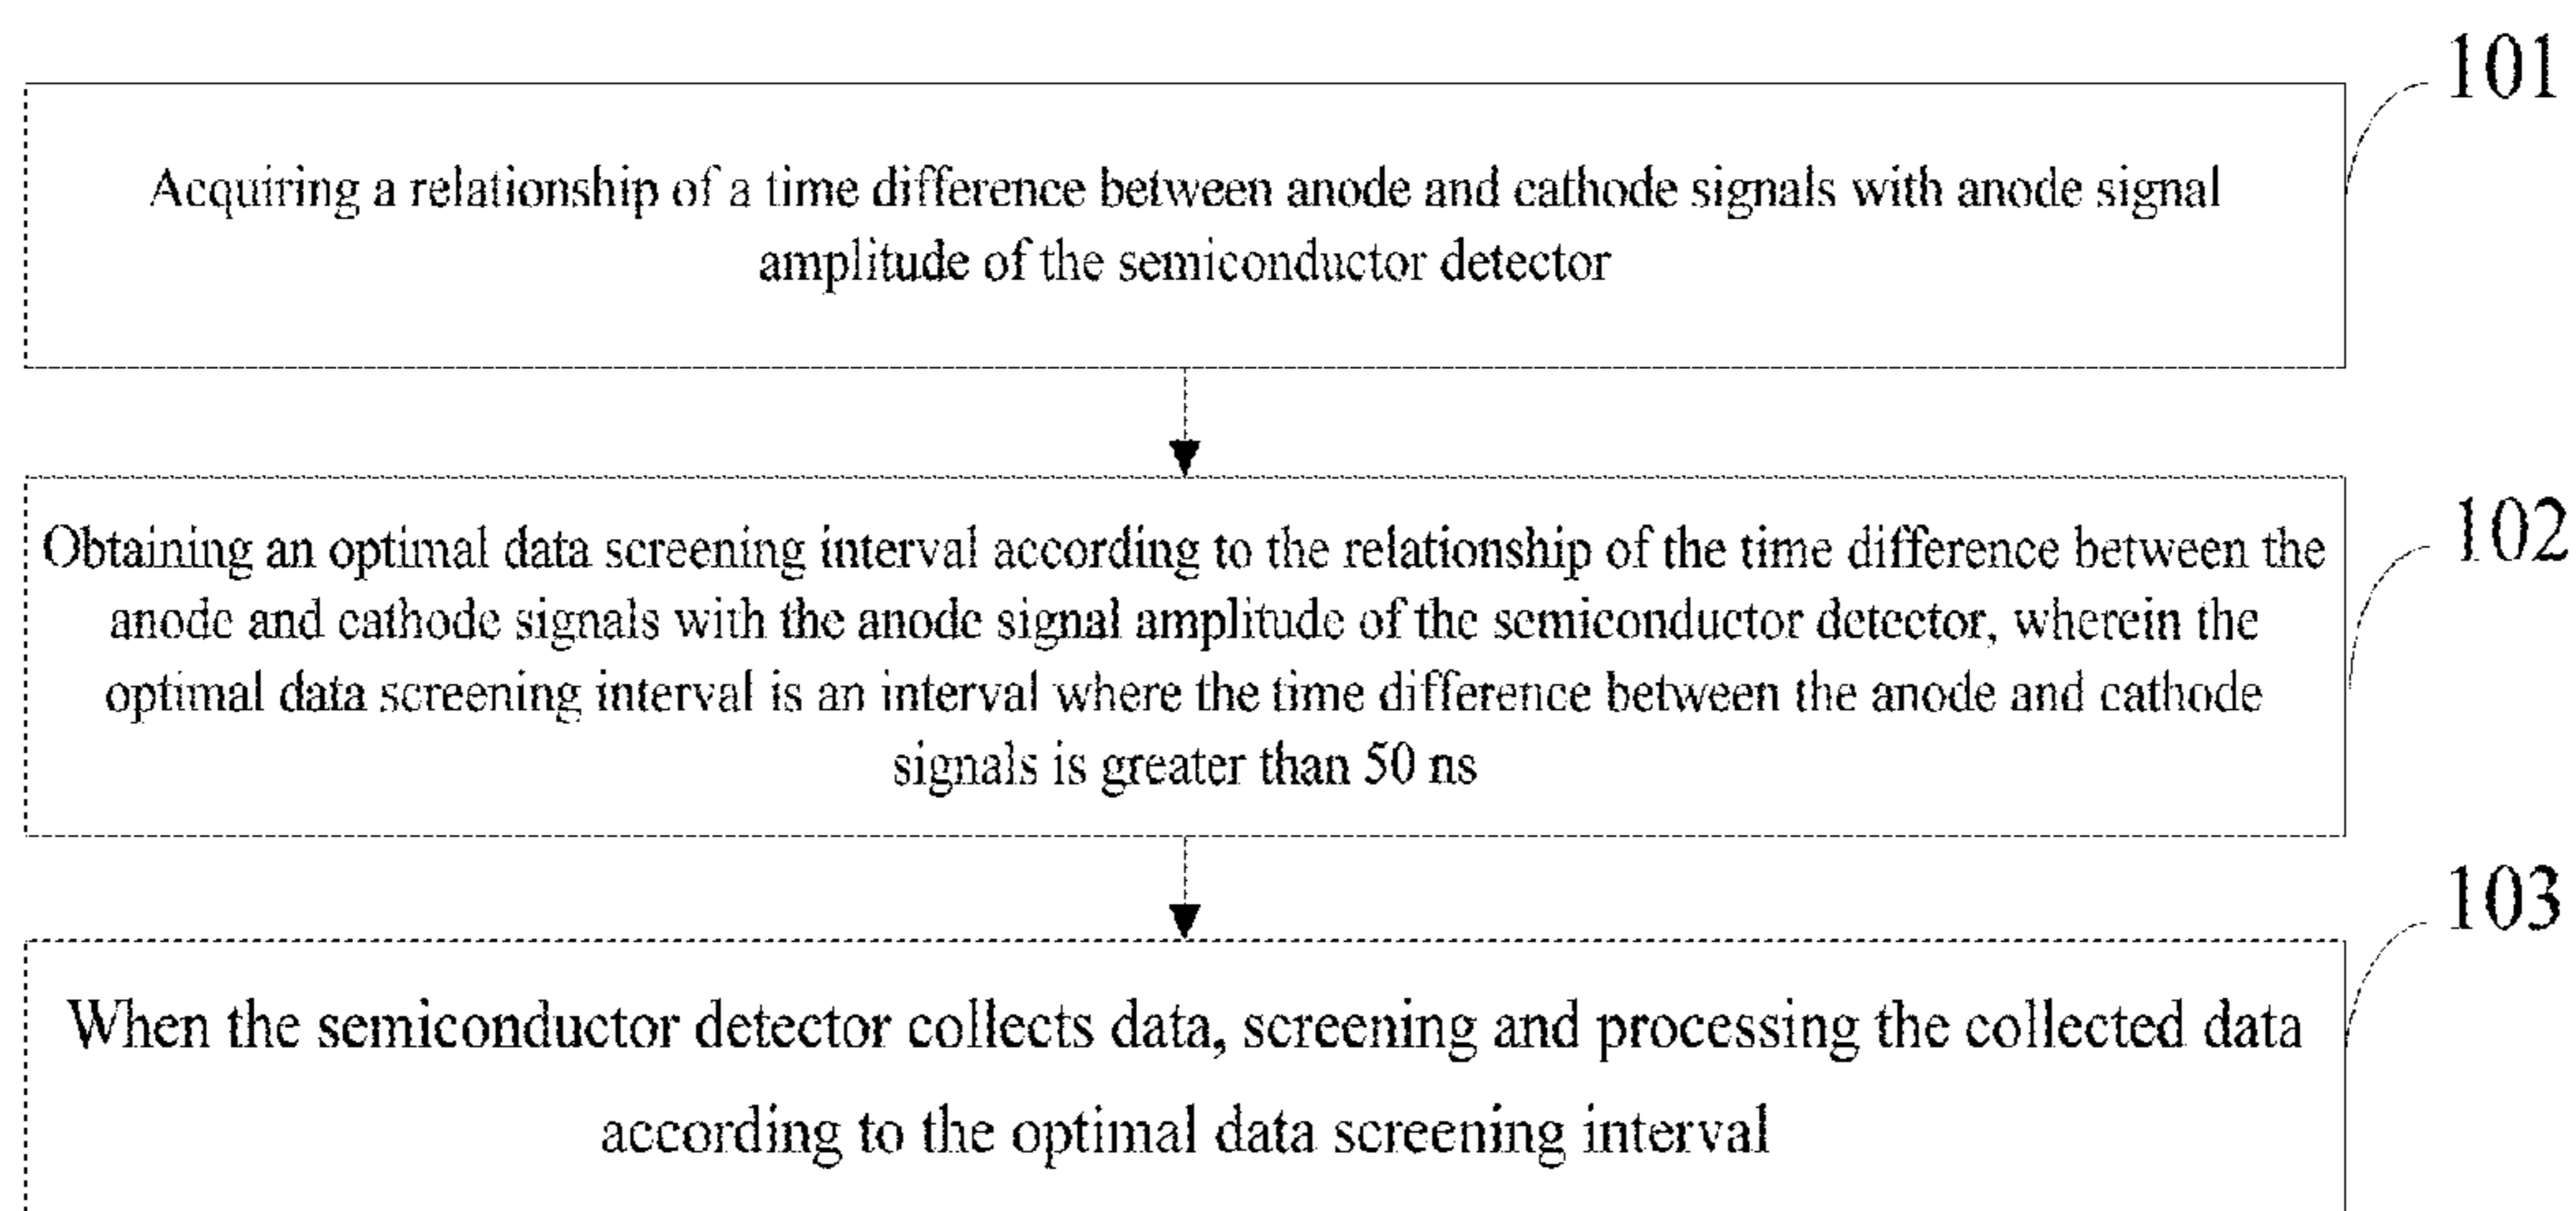 101
Acquiring a relationship of a time difference between anode and cathode signals with anode signal
amplitude of the semiconductor detector
102
Obtaining an optimal data screening interval according to the relationship of the time difference between the
anode and cathode signals with the anode signal amplitude of the semiconductor detector, wherein the
optimal data screening interval is an interval where the time difference between the anode and cathode
signals is greater than 50 ns
103
When the semiconductor detector collects data, screening and processing the collected data
according to the optimal data screening interval